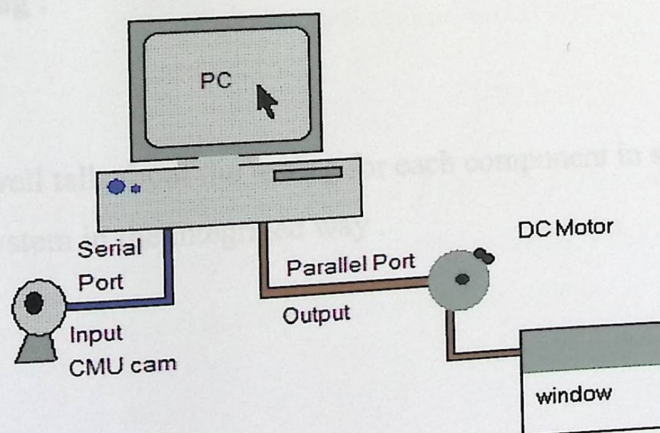 PC
Serial
Port
Input
CMU cam
Parallel Port
Output
DC Motor
window